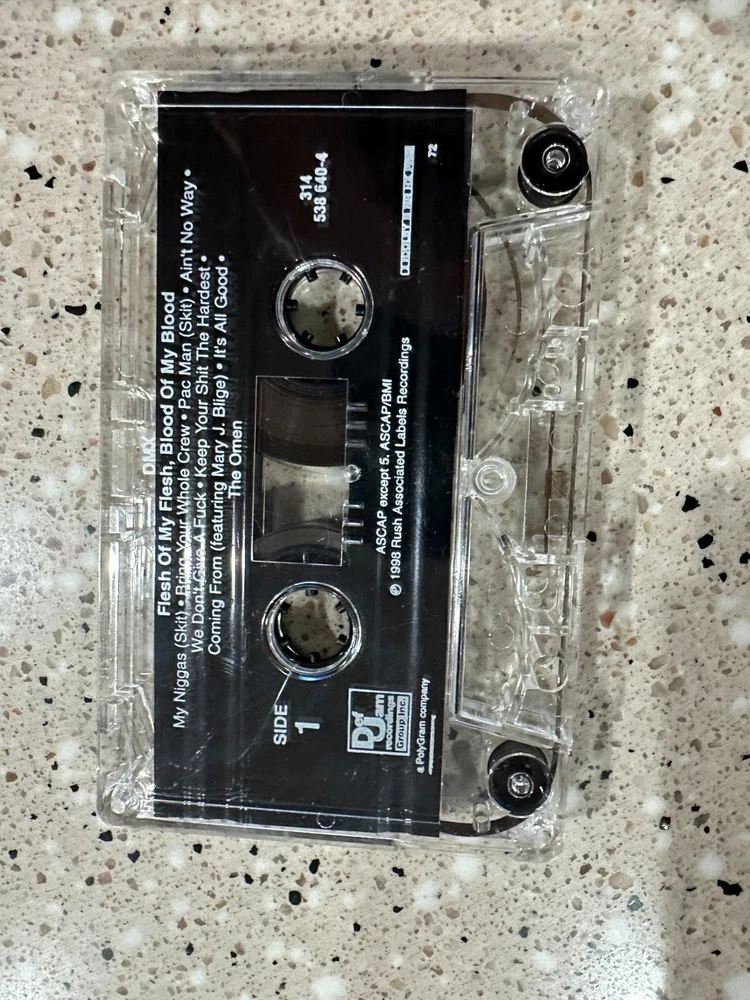 DMX
Flesh Of My Flesh, Blood Of My Blood
My Niggas (Skit) • Bring Your Whole Crew • Pac Man (Skit) • Ain't No Way •
We Don't Give A Fuck • Keep Your Shit The Hardest •
Coming From (featuring Mary J. Blige) • It's All Good •
The Omen
SIDE
1
314
538 640-4
Def
Jam
recordings
Group Inc.
ASCAP except 5. ASCAP/BMI
℗ 1998 Rush Associated Labels Recordings
a PolyGram company
72